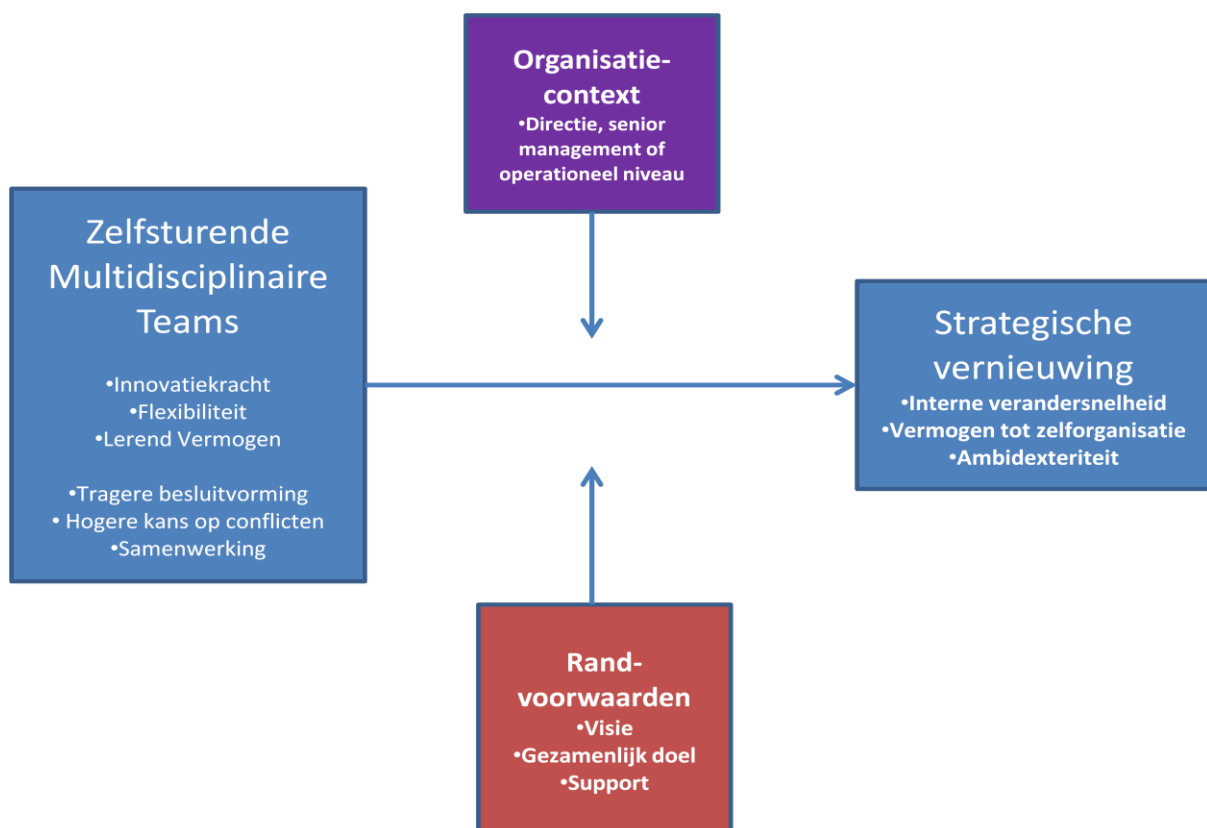 Organisatie-
context
•Directie, senior
management of
operationeel niveau
Zelfsturende
Multidisciplinaire
Teams
•Innovatiekracht
•Flexibiliteit
•Lerend Vermogen
•Tragere besluitvorming
• Hogere kans op conflicten
•Samenwerking
Strategische
vernieuwing
•Interne verandersnelheid
•Vermogen tot zelforganisatie
•Ambidexteriteit
Rand-
voorwaarden
•Visie
•Gezamenlijk doel
•Support